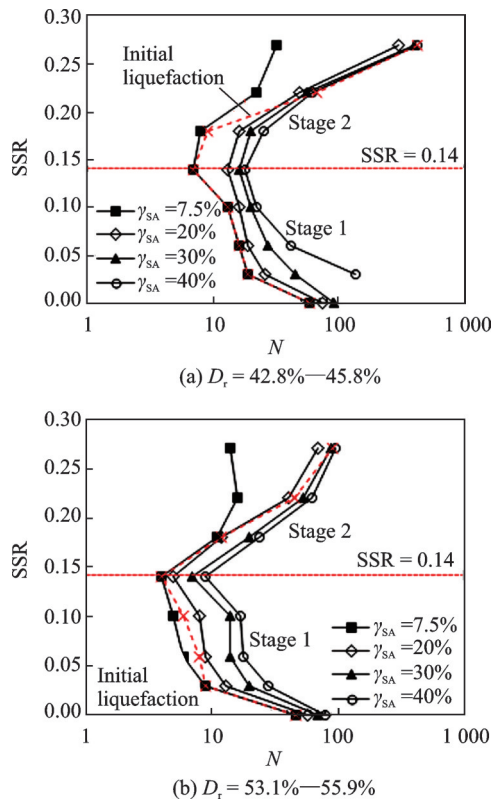 0.30
0.25
0.20
0.15
0.10
0.05
0.00
SSR
Initial
liquefaction
Stage 2
SSR = 0.14
Stage 1
γSA =7.5%
γSA =20%
γSA =30%
γSA =40%
1
10
100
1 000
N
(a) Dr = 42.8%—45.8%
0.30
0.25
0.20
0.15
0.10
0.05
0.00
SSR
Stage 2
SSR = 0.14
Stage 1
Initial
liquefaction
γSA =7.5%
γSA =20%
γSA =30%
γSA =40%
1
10
100
1 000
N
(b) Dr = 53.1%—55.9%